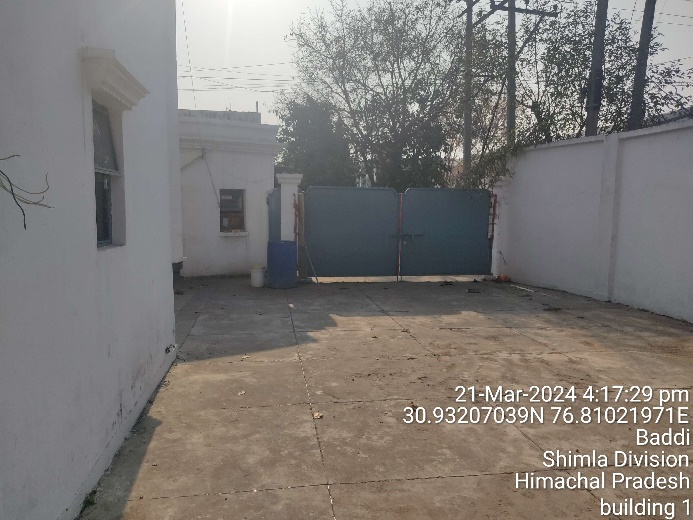 21-Mar-2024 4:17:29 pm
30.93207039N 76.81021971E
Baddi
Shimla Division
Himachal Pradesh
building 1